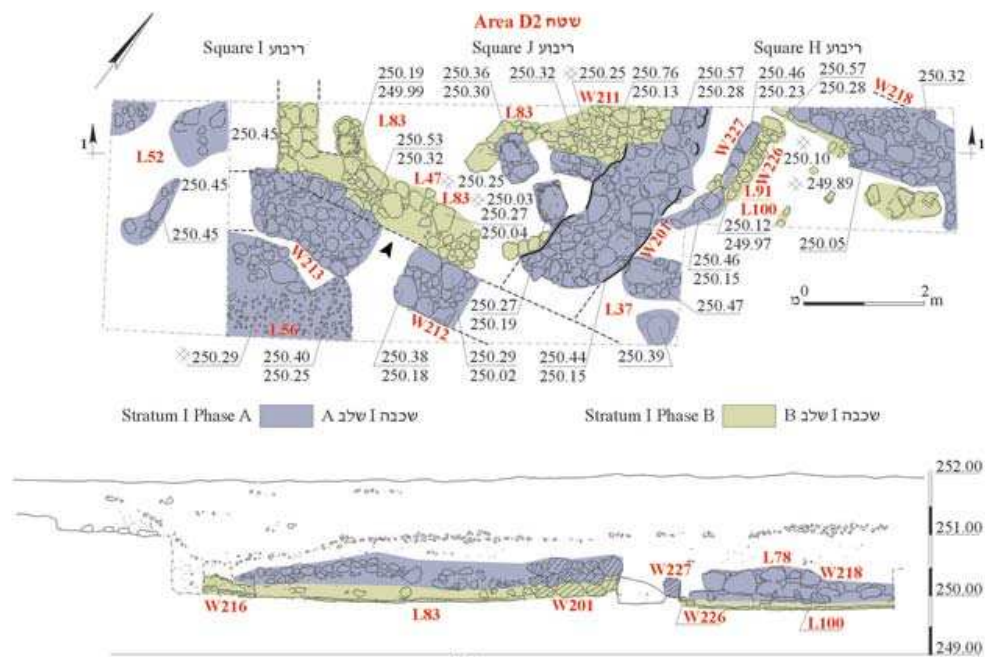 Area D2 שטח
Square I ריבוע
Square J ריבוע
Square H ריבוע
250.19 250.36 250.32 250.25 250.76 250.57 250.46 250.57 W218 250.32
249.99 250.30 W211 250.13 250.28 250.23 250.28
L83 L83 W227
250.45 250.53 W226
1 L52 250.32 250.10 1
L47 250.25 249.89
250.45 L83 250.03 L91
250.27 L100
250.04 250.12
250.45 W201 249.97 250.05
W213 250.46
250.15
250.27 L37 250.47 0 2
250.19 מ m
L56 W212
250.29 250.40 250.38 250.29 250.44 250.39
250.25 250.18 250.02 250.15
Stratum I Phase A שכבה I שלב A
Stratum I Phase B שכבה I שלב B
252.00
251.00
L78
W227 W218
250.00
W216 L83 W201 W226 L100
249.00